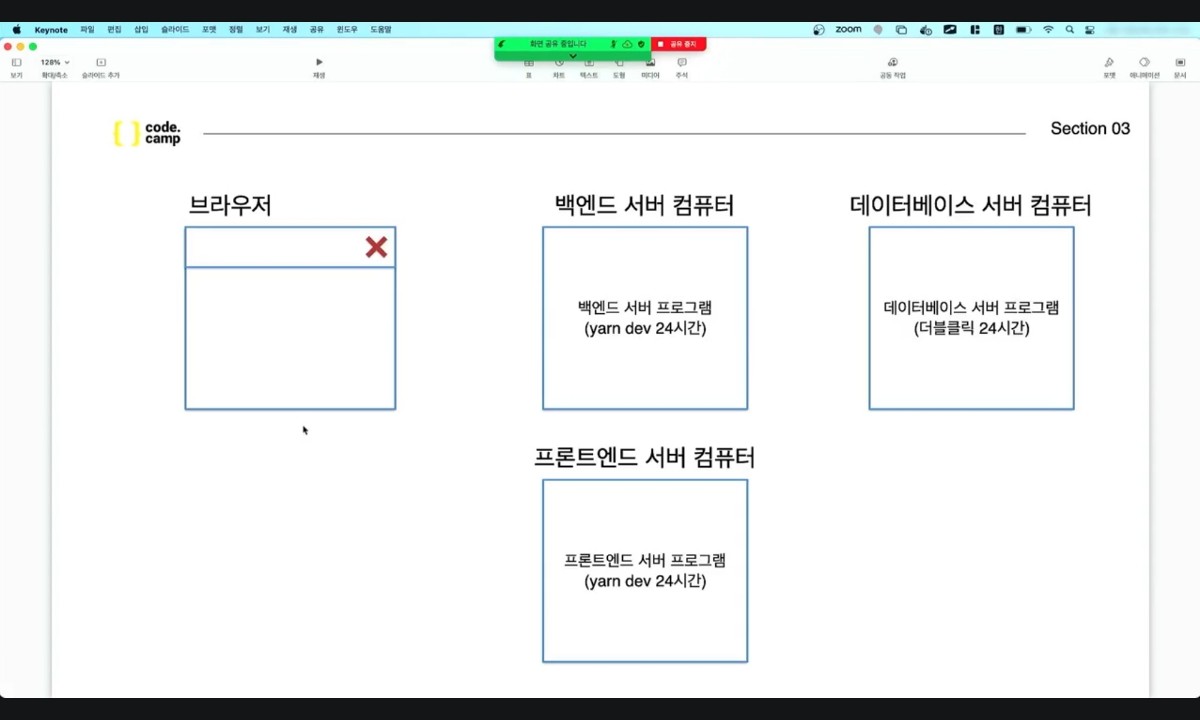 Keynote 파일 편집 삽입 슬라이드 포맷 정렬 보기 재생 공유 윈도우 도움말 zoom
화면 공유 중입니다 공유 중지
128%
보기 확대/축소 슬라이드 추가 재생 표 차트 텍스트 도형 미디어 주석 공동 작업 포맷 애니메이션 문서
code.
camp
Section 03
브라우저
백엔드 서버 컴퓨터
데이터베이스 서버 컴퓨터
백엔드 서버 프로그램
(yarn dev 24시간)
데이터베이스 서버 프로그램
(더블클릭 24시간)
프론트엔드 서버 컴퓨터
프론트엔드 서버 프로그램
(yarn dev 24시간)